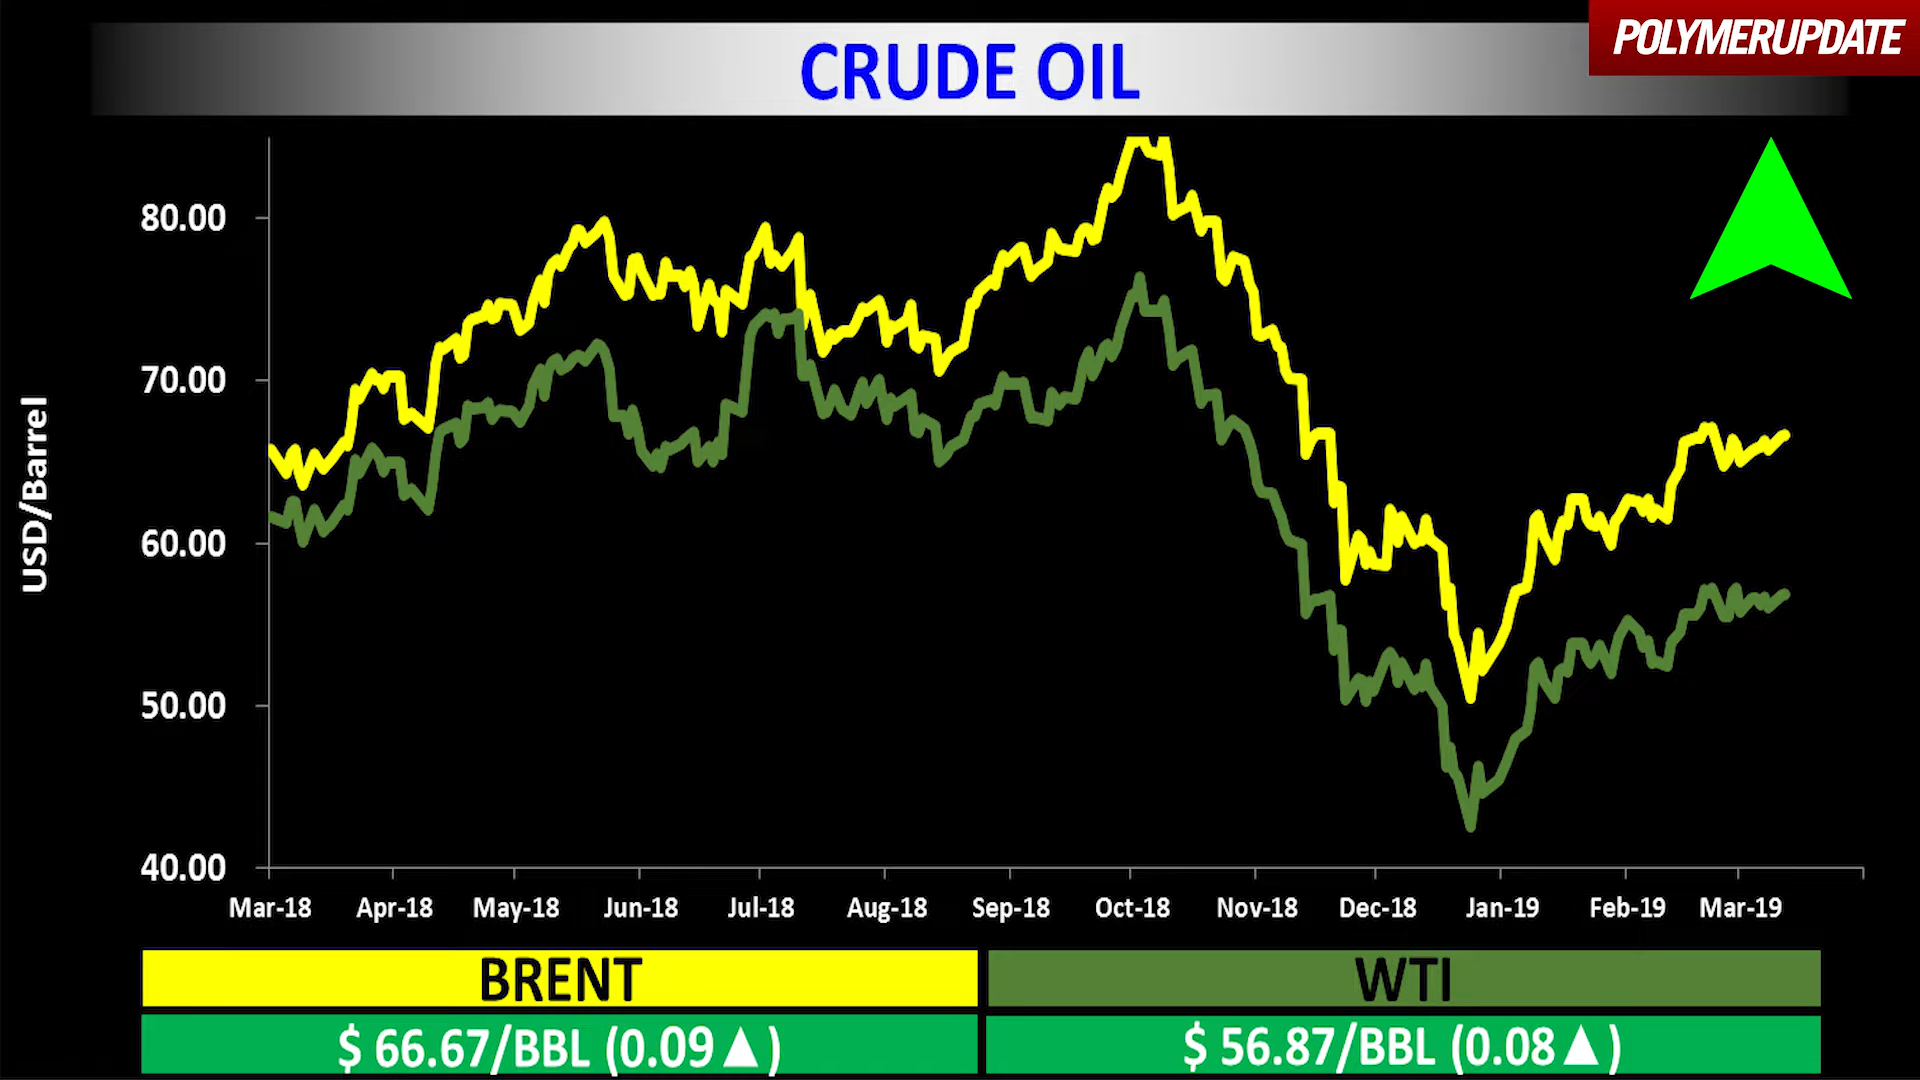 CRUDE OIL
POLYMERUPDATE
USD/Barrel
80.00
70.00
60.00
50.00
40.00
Mar-18 Apr-18 May-18 Jun-18 Jul-18 Aug-18 Sep-18 Oct-18 Nov-18 Dec-18 Jan-19 Feb-19 Mar-19
BRENT WTI
$ 66.67/BBL (0.09▲) $ 56.87/BBL (0.08▲)